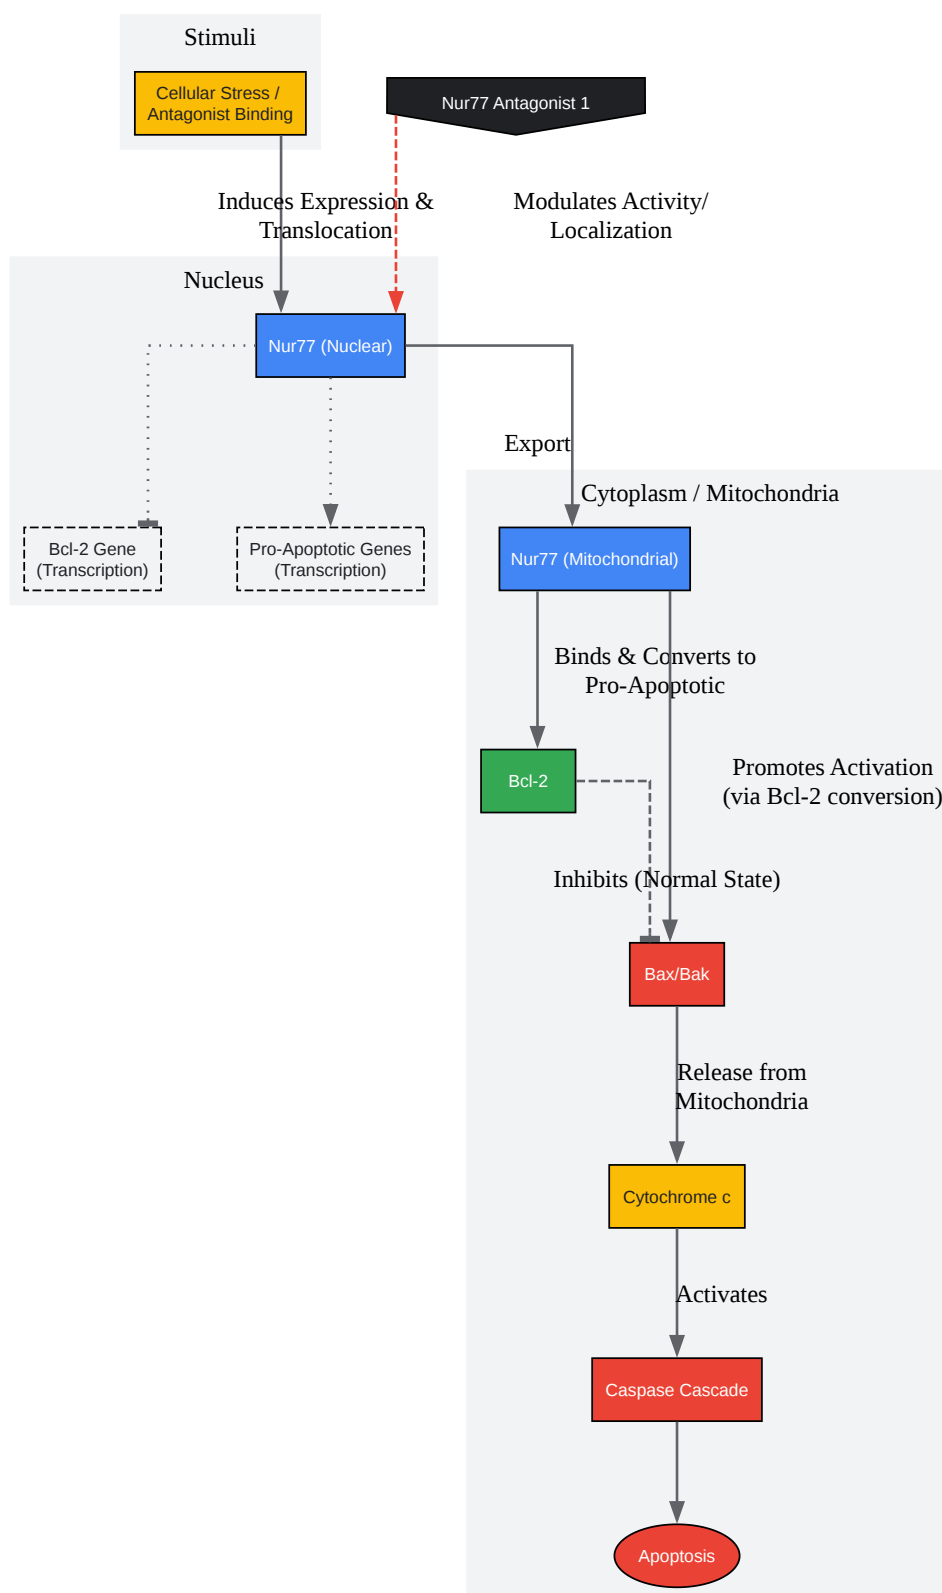 Stimuli
Cellular Stress /
Antagonist Binding
Nur77 Antagonist 1
Induces Expression &
Translocation
Modulates Activity/
Localization
Nucleus
Nur77 (Nuclear)
Export
Cytoplasm / Mitochondria
Bcl-2 Gene
(Transcription)
Pro-Apoptotic Genes
(Transcription)
Nur77 (Mitochondrial)
Binds & Converts to
Pro-Apoptotic
Bcl-2
Promotes Activation
(via Bcl-2 conversion)
Inhibits (Normal State)
Bax/Bak
Release from
Mitochondria
Cytochrome c
Activates
Caspase Cascade
Apoptosis